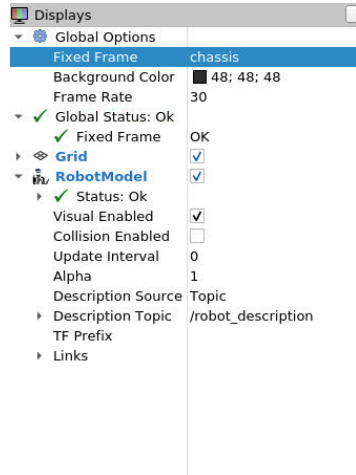 Displays
Global Options
Fixed Frame chassis
Background Color 48; 48; 48
Frame Rate 30
Global Status: Ok
Fixed Frame OK
Grid
RobotModel
Status: Ok
Visual Enabled
Collision Enabled
Update Interval 0
Alpha 1
Description Source Topic
Description Topic /robot_description
TF Prefix
Links